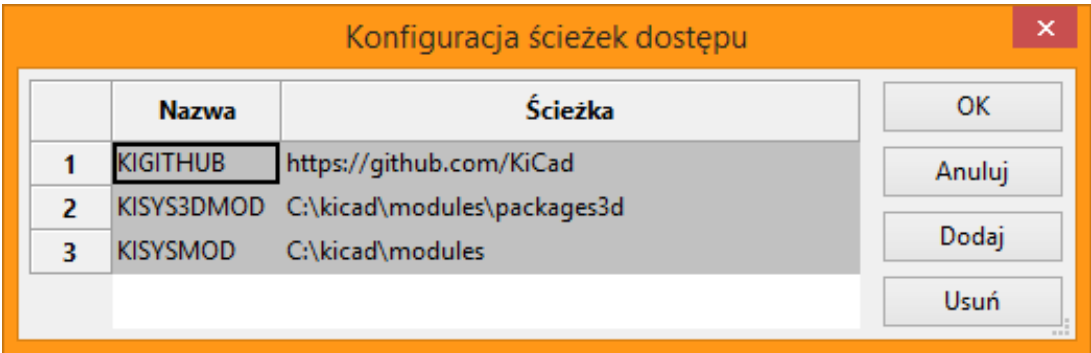 Konfiguracja ścieżek dostępu
Nazwa Ścieżka
1 KIGITHUB https://github.com/KiCad
2 KISYS3DMOD C:\kicad\modules\packages3d
3 KISYSMOD C:\kicad\modules
OK
Anuluj
Dodaj
Usuń